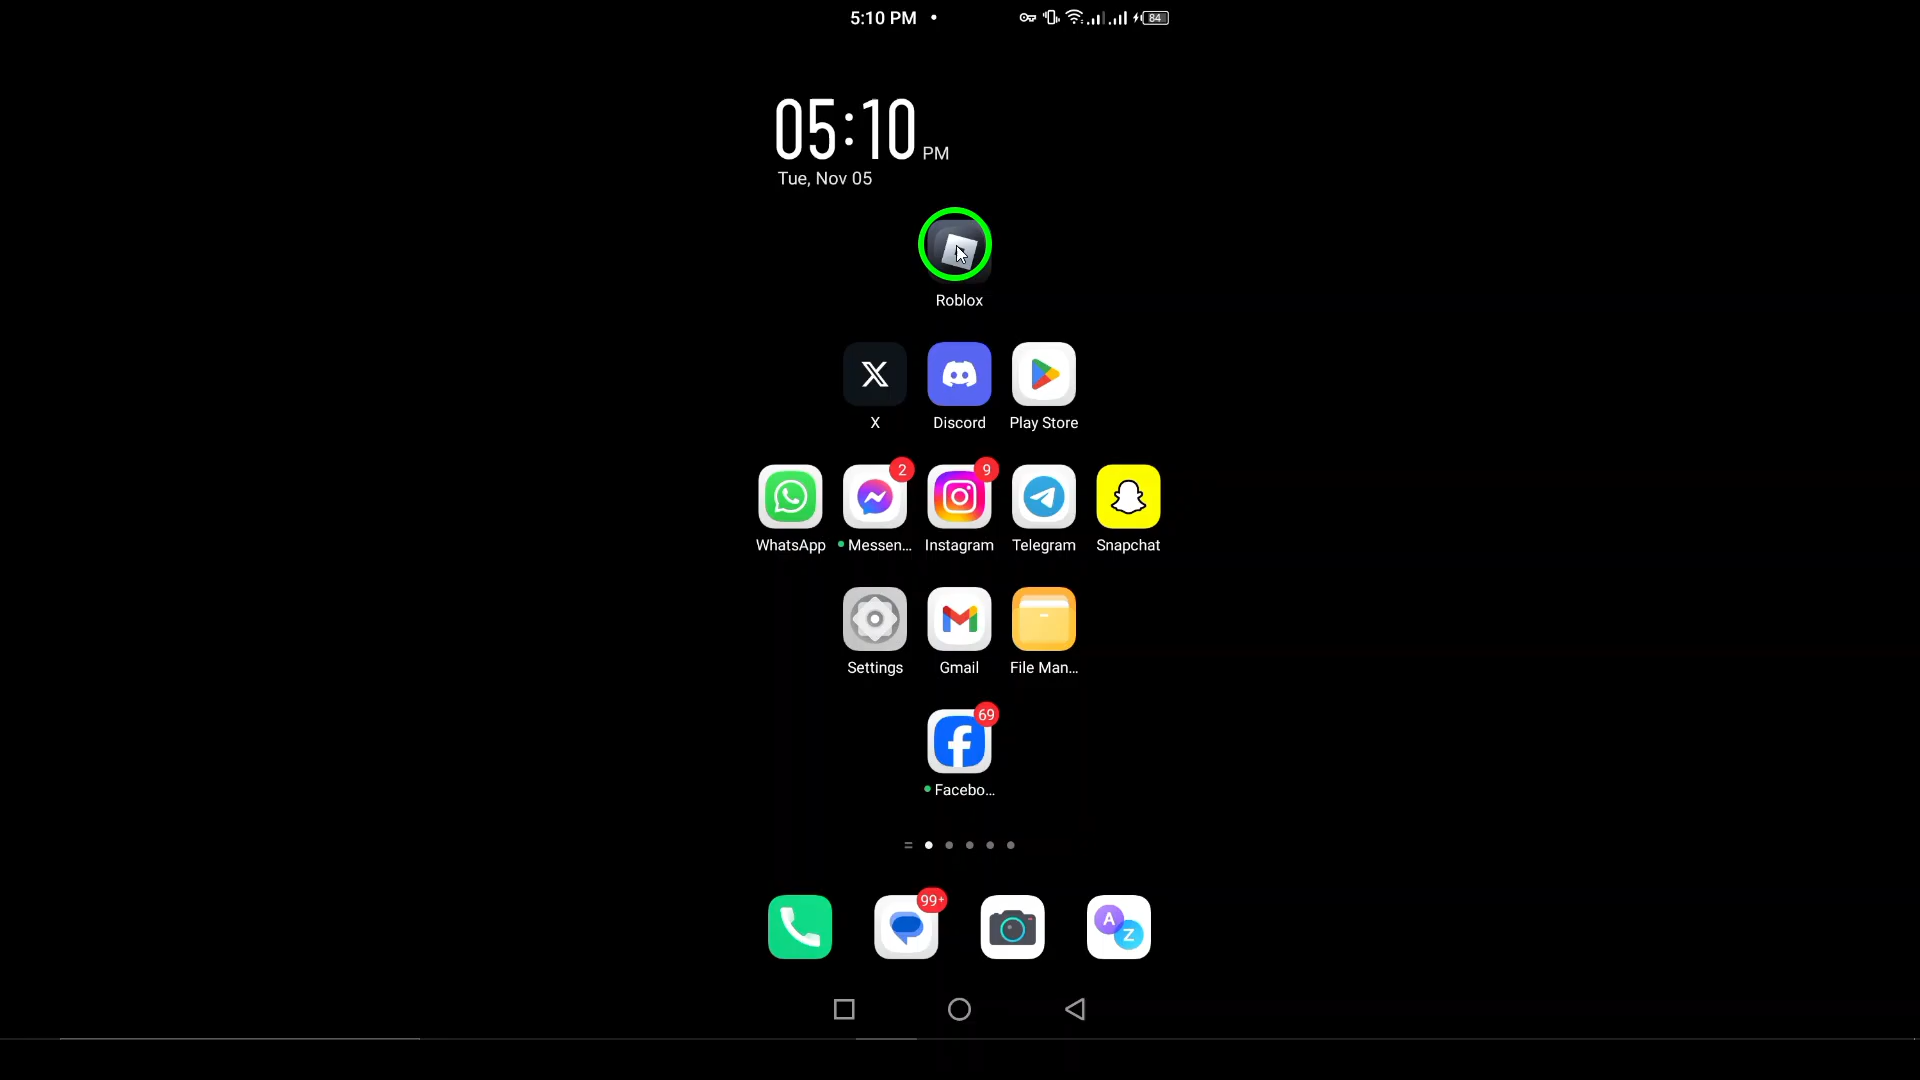 5:10 PM
84
05:10 PM
Tue, Nov 05
Roblox
X Discord Play Store
2 9
WhatsApp Messen... Instagram Telegram Snapchat
Settings Gmail File Man...
69
Facebo...
99+
A
Z